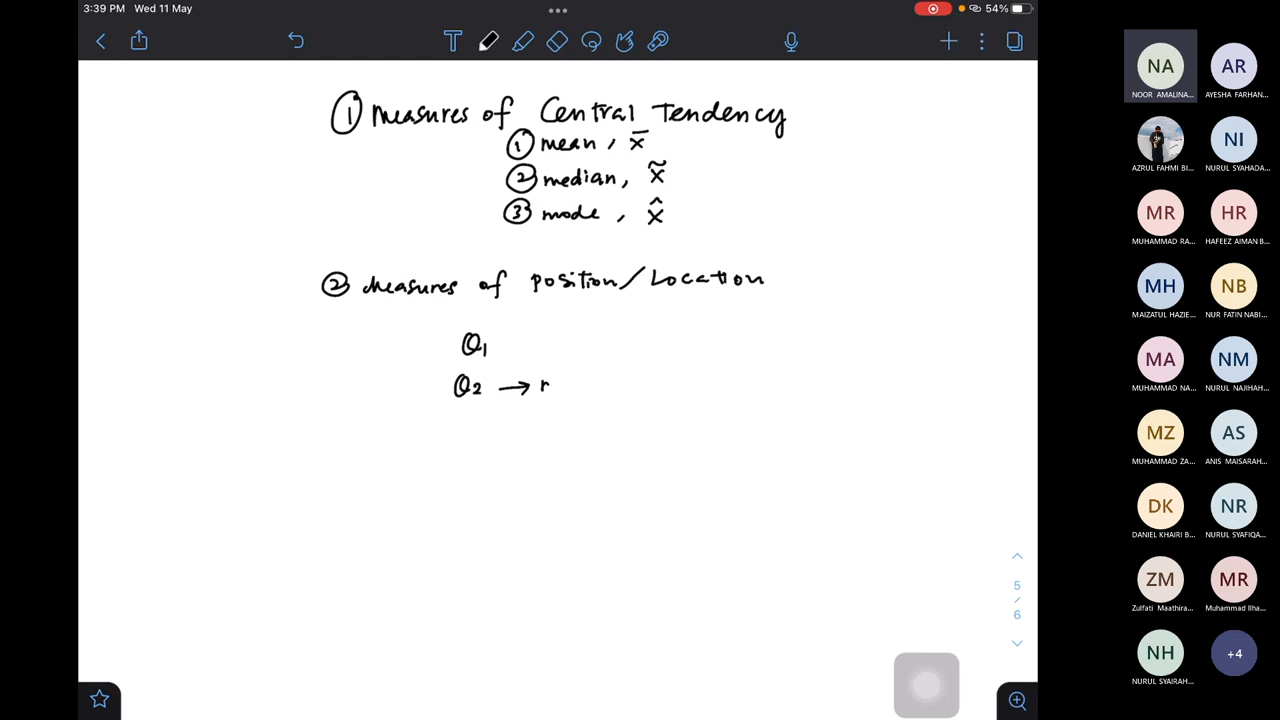 3:39 PM Wed 11 May
54%
① measures of Central Tendency
① mean, x̄
② median, x̃
③ mode, x̂
② measures of position/Location
Q₁
Q₂ → r
5
/
6
NA
NOOR AMALINA...
AR
AYESHA FARHAN...
AZRUL FAHMI BI...
NI
NURUL SYAHADA...
MR
MUHAMMAD RA...
HR
HAFEEZ AIMAN B...
MH
MAIZATUL HAZIE...
NB
NUR FATIN NABI...
MA
MUHAMMAD NA...
NM
NURUL NAJIHAH...
MZ
MUHAMMAD ZA...
AS
ANIS MAISARAH...
DK
DANIEL KHAIRI B...
NR
NURUL SYAFIQA...
ZM
Zulfati Maathira...
MR
Muhammad Ilha...
NH
NURUL SYAIRAH...
+4